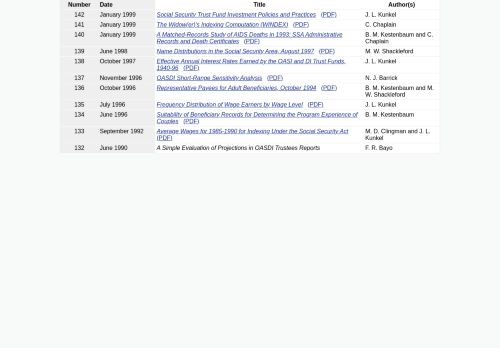 Number Date Title Author(s)
142 January 1999 Social Security Trust Fund Investment Policies and Practices (PDF) J. L. Kunkel
141 January 1999 The Widow(er)'s Indexing Computation (WINDEX) (PDF) C. Chaplain
140 January 1999 A Matched-Records Study of AIDS Deaths in 1993: SSA Administrative B. M. Kestenbaum and C.
Records and Death Certificates (PDF) Chaplain
139 June 1998 Name Distributions in the Social Security Area, August 1997 (PDF) M. W. Shackleford
138 October 1997 Effective Annual Interest Rates Earned by the OASI and DI Trust Funds, J. L. Kunkel
1940-96 (PDF)
137 November 1996 OASDI Short-Range Sensitivity Analysis (PDF) N. J. Barrick
136 October 1996 Representative Payees for Adult Beneficiaries, October 1994 (PDF) B. M. Kestenbaum and M.
W. Shackleford
135 July 1996 Frequency Distribution of Wage Earners by Wage Level (PDF) J. L. Kunkel
134 June 1996 Suitability of Beneficiary Records for Determining the Program Experience of B. M. Kestenbaum
Couples (PDF)
133 September 1992 Average Wages for 1985-1990 for Indexing Under the Social Security Act M. D. Clingman and J. L.
(PDF) Kunkel
132 June 1990 A Simple Evaluation of Projections in OASDI Trustees Reports F. R. Bayo